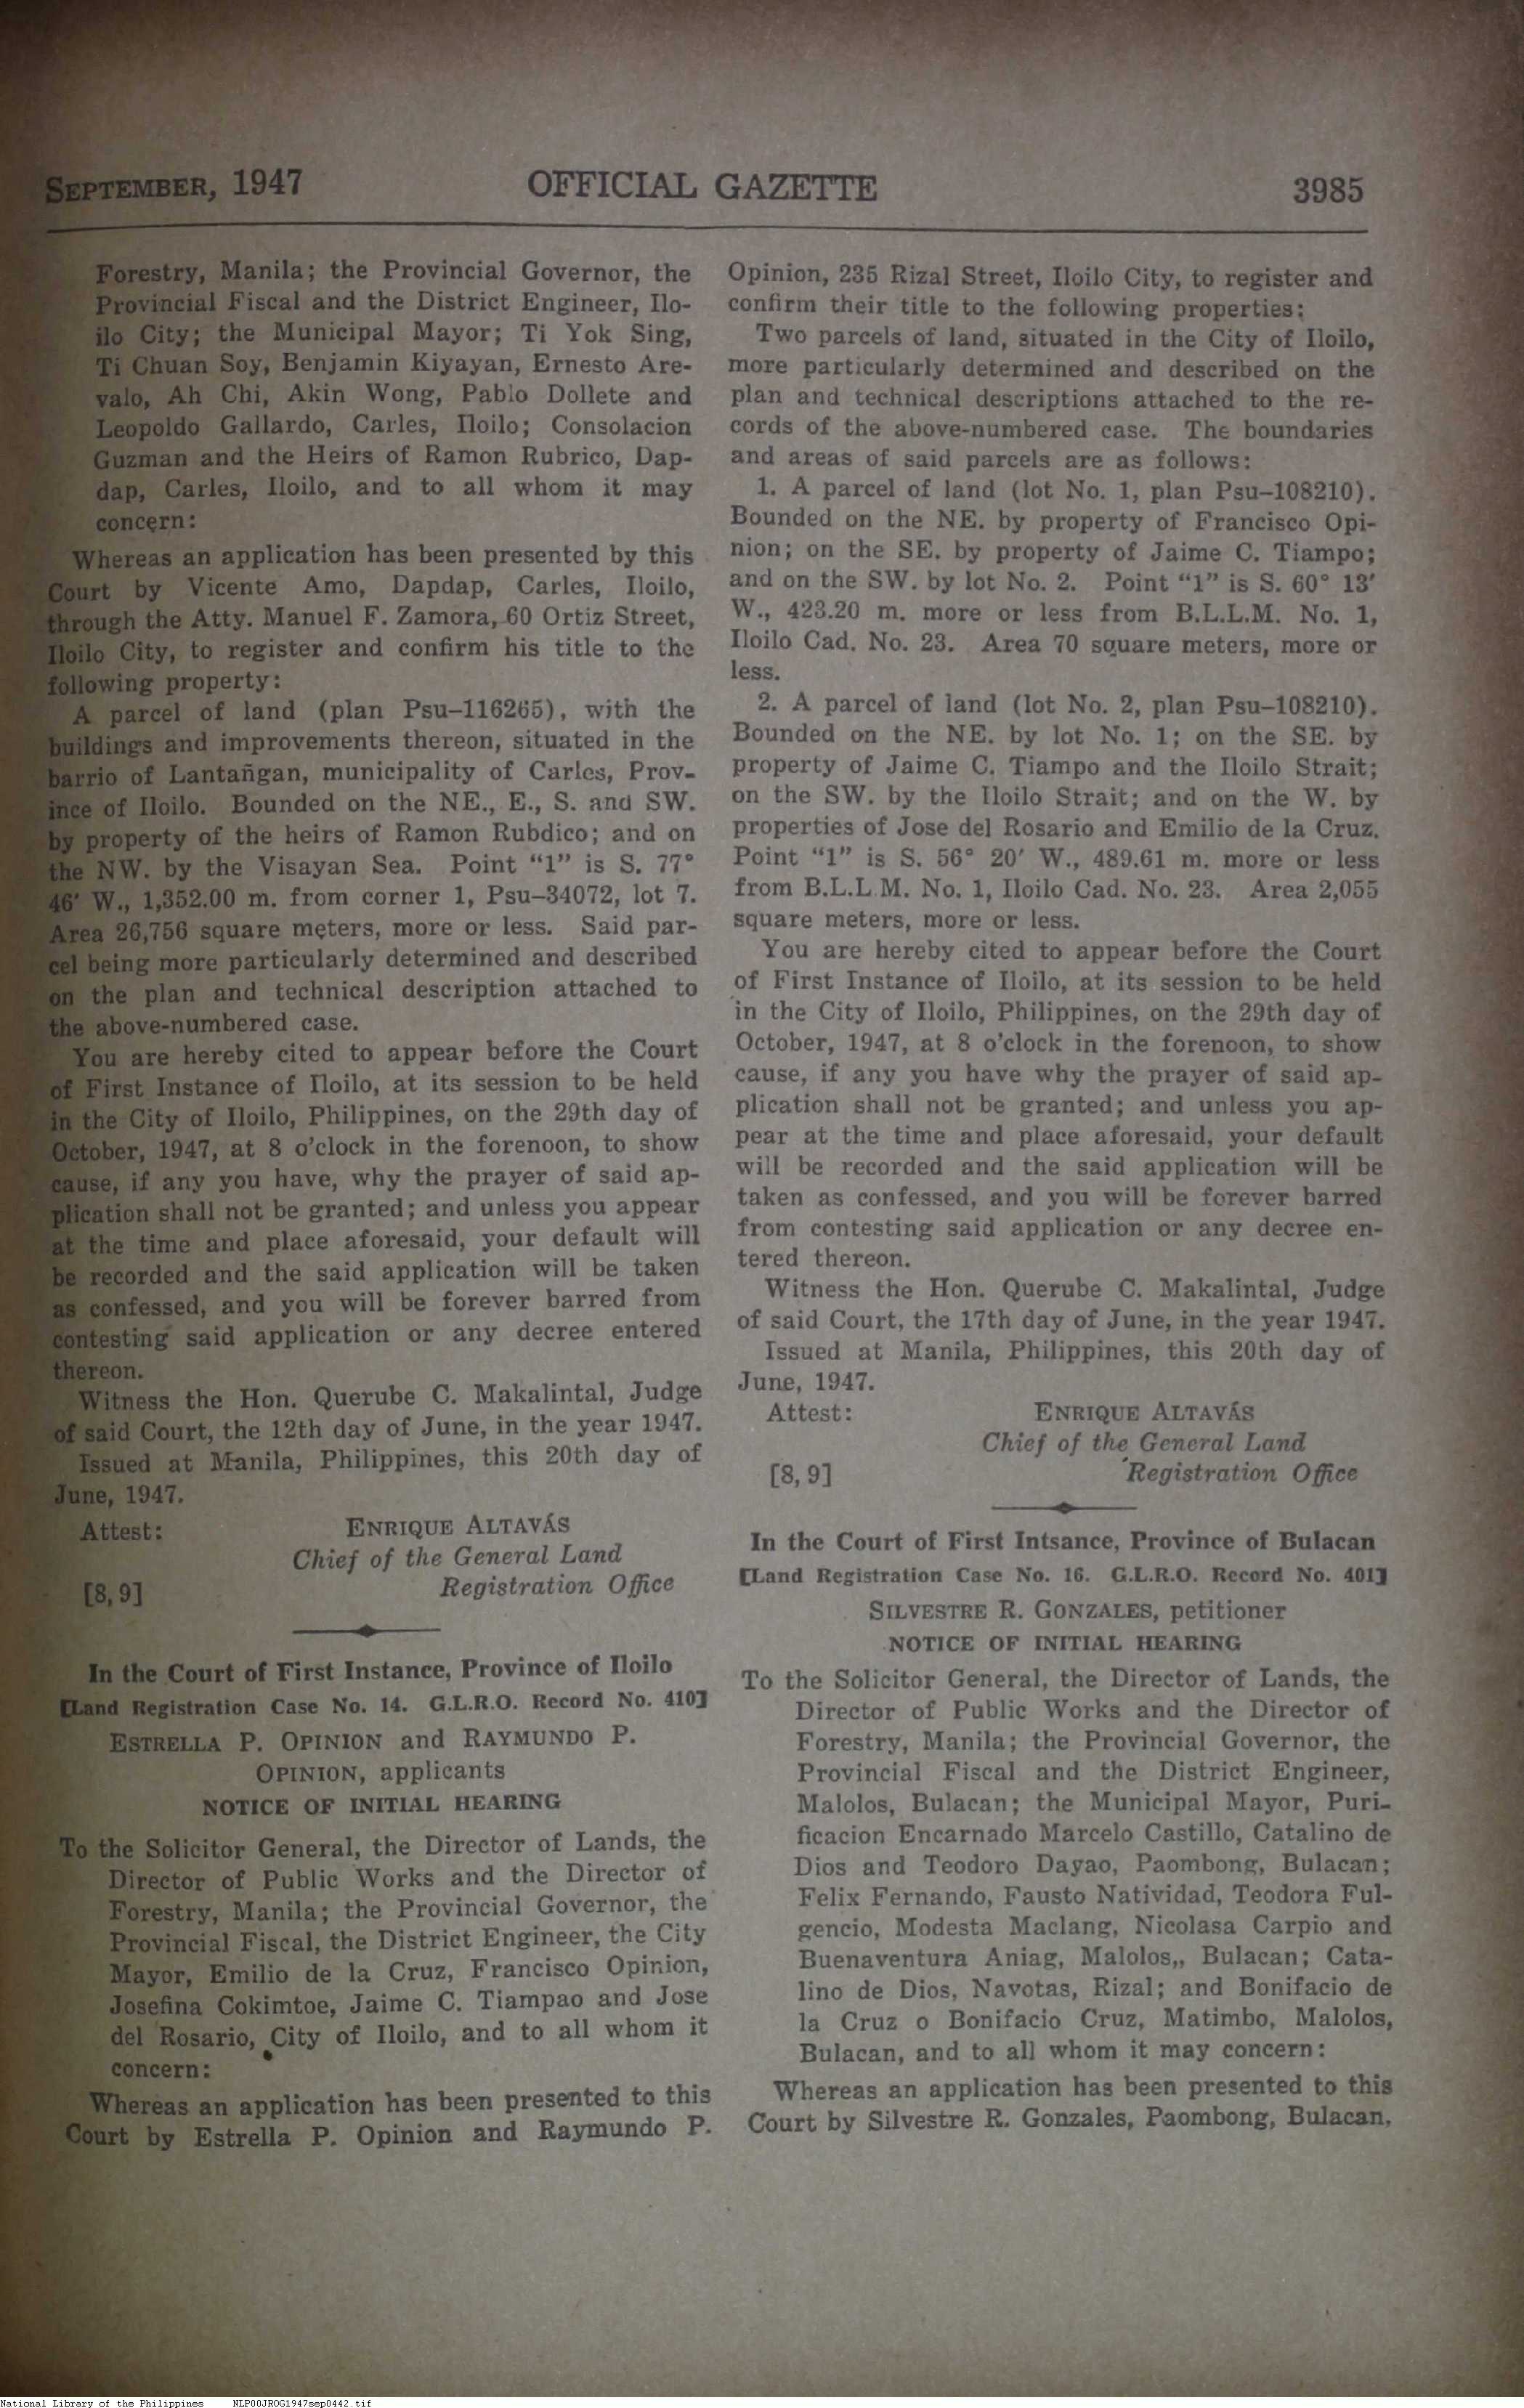 SEPTEMBER, 1947 OFFICIAL GAZETTE 3985
Forestry, Manila; the Provincial Governor, the
Provincial Fiscal and the District Engineer, Ilo-
ilo City; the Municipal Mayor; Ti Yok Sing,
Ti Chuan Soy, Benjamin Kiyayan, Ernesto Are-
valo, Ah Chi, Akin Wong, Pablo Dollete and
Leopoldo Gallardo, Carles, Iloilo; Consolacion
Guzman and the Heirs of Ramon Rubrico, Dap-
dap, Carles, Iloilo, and to all whom it may
concern:
Whereas an application has been presented by this
Court by Vicente Amo, Dapdap, Carles, Iloilo,
through the Atty. Manuel F. Zamora, 60 Ortiz Street,
Iloilo City, to register and confirm his title to the
following property:
A parcel of land (plan Psu–116265), with the
buildings and improvements thereon, situated in the
barrio of Lantañgan, municipality of Carles, Prov-
ince of Iloilo. Bounded on the NE., E., S. and SW.
by property of the heirs of Ramon Rubdico; and on
the NW. by the Visayan Sea. Point “1” is S. 77°
46′ W., 1,352.00 m. from corner 1, Psu–34072, lot 7.
Area 26,756 square meters, more or less. Said par-
cel being more particularly determined and described
on the plan and technical description attached to
the above-numbered case.
You are hereby cited to appear before the Court
of First Instance of Iloilo, at its session to be held
in the City of Iloilo, Philippines, on the 29th day of
October, 1947, at 8 o’clock in the forenoon, to show
cause, if any you have, why the prayer of said ap-
plication shall not be granted; and unless you appear
at the time and place aforesaid, your default will
be recorded and the said application will be taken
as confessed, and you will be forever barred from
contesting said application or any decree entered
thereon.
Witness the Hon. Querube C. Makalintal, Judge
of said Court, the 12th day of June, in the year 1947.
Issued at Manila, Philippines, this 20th day of
June, 1947.
Attest: ENRIQUE ALTAVÁS
Chief of the General Land
[8, 9] Registration Office
In the Court of First Instance, Province of Iloilo
[Land Registration Case No. 14. G.L.R.O. Record No. 410]
ESTRELLA P. OPINION and RAYMUNDO P.
OPINION, applicants
NOTICE OF INITIAL HEARING
To the Solicitor General, the Director of Lands, the
Director of Public Works and the Director of
Forestry, Manila; the Provincial Governor, the
Provincial Fiscal, the District Engineer, the City
Mayor, Emilio de la Cruz, Francisco Opinion,
Josefina Cokimtoe, Jaime C. Tiampao and Jose
del Rosario, City of Iloilo, and to all whom it
concern:
Whereas an application has been presented to this
Court by Estrella P. Opinion and Raymundo P.
Opinion, 235 Rizal Street, Iloilo City, to register and
confirm their title to the following properties:
Two parcels of land, situated in the City of Iloilo,
more particularly determined and described on the
plan and technical descriptions attached to the re-
cords of the above-numbered case. The boundaries
and areas of said parcels are as follows:
1. A parcel of land (lot No. 1, plan Psu–108210).
Bounded on the NE. by property of Francisco Opi-
nion; on the SE. by property of Jaime C. Tiampo;
and on the SW. by lot No. 2. Point “1” is S. 60° 13′
W., 423.20 m. more or less from B.L.L.M. No. 1,
Iloilo Cad. No. 23. Area 70 square meters, more or
less.
2. A parcel of land (lot No. 2, plan Psu–108210).
Bounded on the NE. by lot No. 1; on the SE. by
property of Jaime C. Tiampo and the Iloilo Strait;
on the SW. by the Iloilo Strait; and on the W. by
properties of Jose del Rosario and Emilio de la Cruz.
Point “1” is S. 56° 20′ W., 489.61 m. more or less
from B.L.L.M. No. 1, Iloilo Cad. No. 23. Area 2,055
square meters, more or less.
You are hereby cited to appear before the Court
of First Instance of Iloilo, at its session to be held
in the City of Iloilo, Philippines, on the 29th day of
October, 1947, at 8 o’clock in the forenoon, to show
cause, if any you have why the prayer of said ap-
plication shall not be granted; and unless you ap-
pear at the time and place aforesaid, your default
will be recorded and the said application will be
taken as confessed, and you will be forever barred
from contesting said application or any decree en-
tered thereon.
Witness the Hon. Querube C. Makalintal, Judge
of said Court, the 17th day of June, in the year 1947.
Issued at Manila, Philippines, this 20th day of
June, 1947.
Attest: ENRIQUE ALTAVÁS
Chief of the General Land
[8, 9] Registration Office
In the Court of First Intsance, Province of Bulacan
[Land Registration Case No. 16. G.L.R.O. Record No. 401]
SILVESTRE R. GONZALES, petitioner
NOTICE OF INITIAL HEARING
To the Solicitor General, the Director of Lands, the
Director of Public Works and the Director of
Forestry, Manila; the Provincial Governor, the
Provincial Fiscal and the District Engineer,
Malolos, Bulacan; the Municipal Mayor, Puri-
ficacion Encarnado Marcelo Castillo, Catalino de
Dios and Teodoro Dayao, Paombong, Bulacan;
Felix Fernando, Fausto Natividad, Teodora Ful-
gencio, Modesta Maclang, Nicolasa Carpio and
Buenaventura Aniag, Malolos,, Bulacan; Cata-
lino de Dios, Navotas, Rizal; and Bonifacio de
la Cruz o Bonifacio Cruz, Matimbo, Malolos,
Bulacan, and to all whom it may concern:
Whereas an application has been presented to this
Court by Silvestre R. Gonzales, Paombong, Bulacan,
National Library of the Philippines NLP00JROG1947sep0442.tif